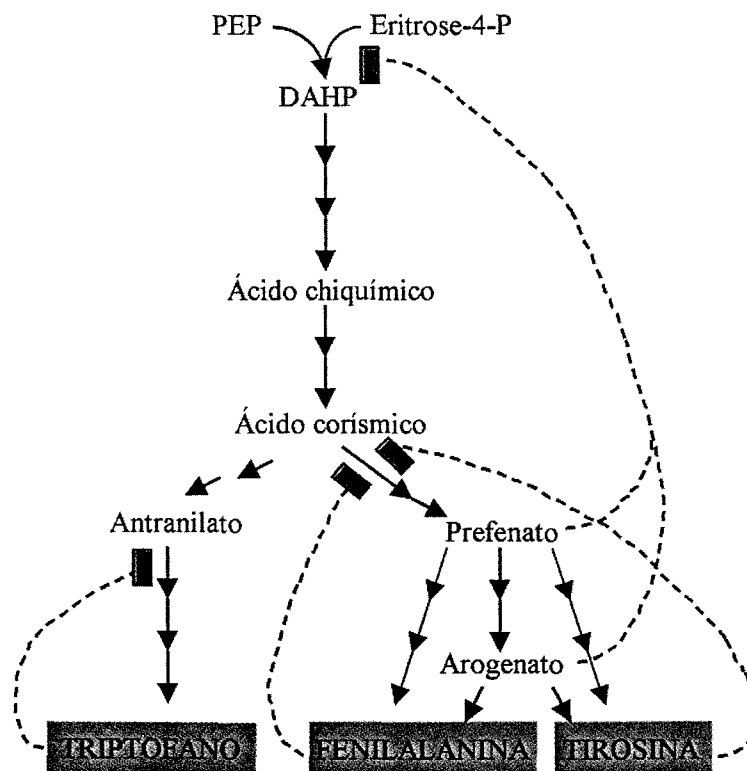 PEP Eritrose-4-P
DAHP
Ácido chiquímico
Ácido corísmico
Antranilato
Prefenato
Arogenato
TRIPTOFANO FENILALANINA TIROSINA